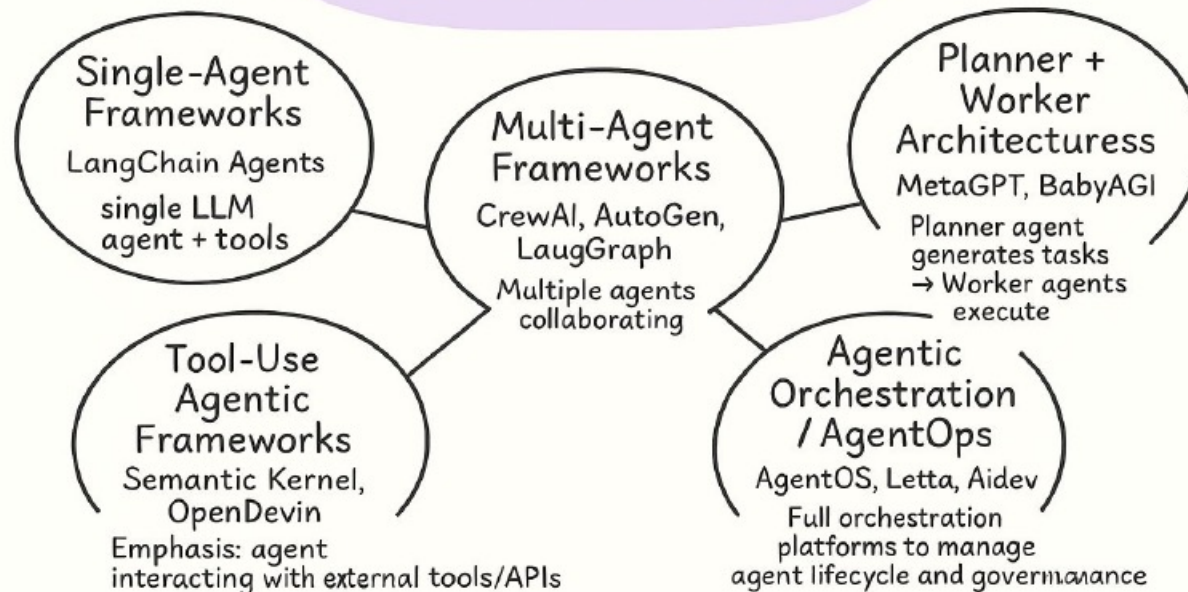 Single-Agent
Frameworks
LangChain Agents
single LLM
agent + tools
Multi-Agent
Frameworks
CrewAI, AutoGen,
LaugGraph
Multiple agents
collaborating
Planner +
Worker
Architecturess
MetaGPT, BabyAGI
Planner agent
generates tasks
→ Worker agents
execute
Tool-Use
Agentic
Frameworks
Semantic Kernel,
OpenDevin
Emphasis: agent
interacting with external tools/APIs
Agentic
Orchestration
/ AgentOps
AgentOS, Letta, Aidev
Full orchestration
platforms to manage
agent lifecycle and